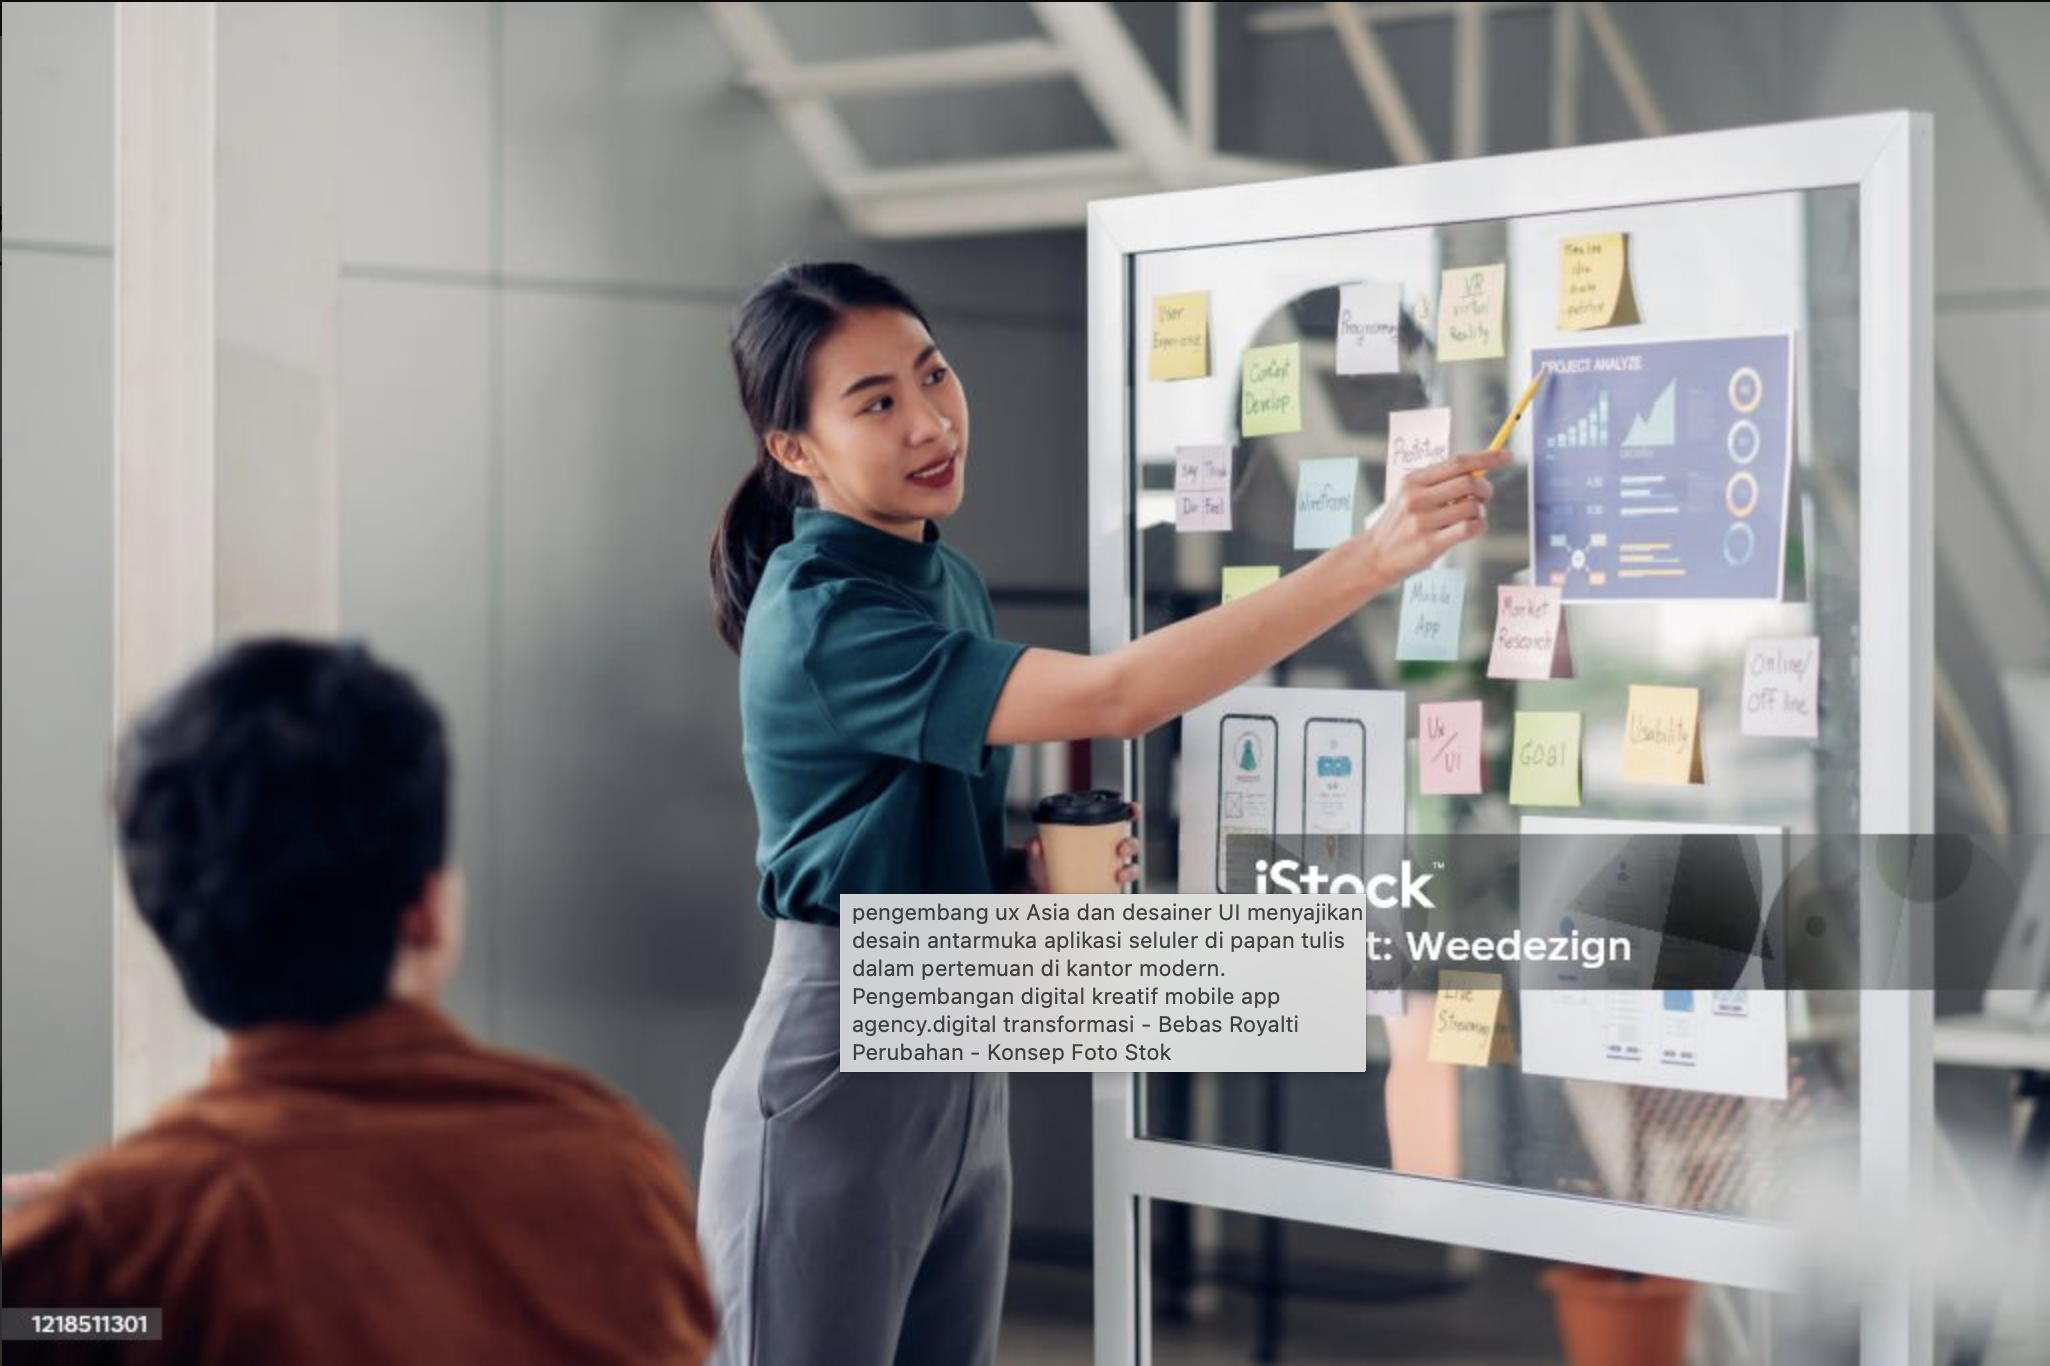 User
Experience
Concept
Develop.
Programming
VR
Virtual
Reality
PROJECT ANALYZE
GROWTH
Say Think
Do Feel
Wireframe
Prototype
Mobile
App
Market
Research
Online/
Off line
Ux
/
UI
GOAl
Usability
iStock™
t: Weedezign
pengembang ux Asia dan desainer UI menyajikan
desain antarmuka aplikasi seluler di papan tulis
dalam pertemuan di kantor modern.
Pengembangan digital kreatif mobile app
agency.digital transformasi - Bebas Royalti
Perubahan - Konsep Foto Stok
Live
Streaming
1218511301